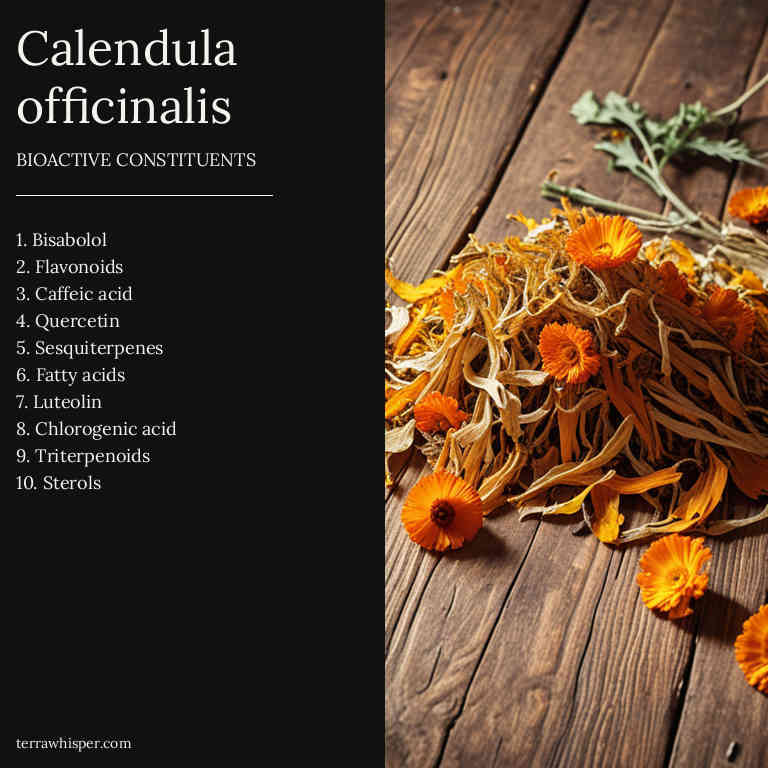 Calendula
officinalis
BIOACTIVE CONSTITUENTS
1. Bisabolol
2. Flavonoids
3. Caffeic acid
4. Quercetin
5. Sesquiterpenes
6. Fatty acids
7. Luteolin
8. Chlorogenic acid
9. Triterpenoids
10. Sterols
terrawhisper.com